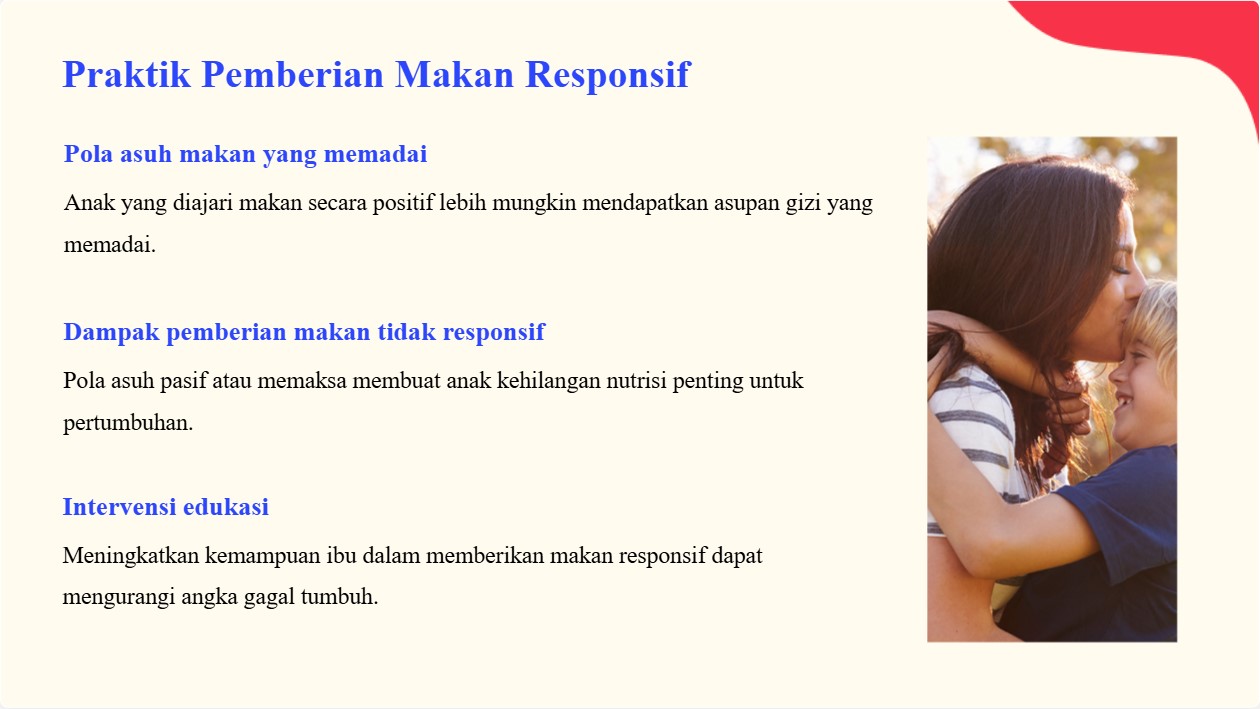 Praktik Pemberian Makan Responsif
Pola asuh makan yang memadai
Anak yang diajari makan secara positif lebih mungkin mendapatkan asupan gizi yang
memadai.
Dampak pemberian makan tidak responsif
Pola asuh pasif atau memaksa membuat anak kehilangan nutrisi penting untuk
pertumbuhan.
Intervensi edukasi
Meningkatkan kemampuan ibu dalam memberikan makan responsif dapat
mengurangi angka gagal tumbuh.